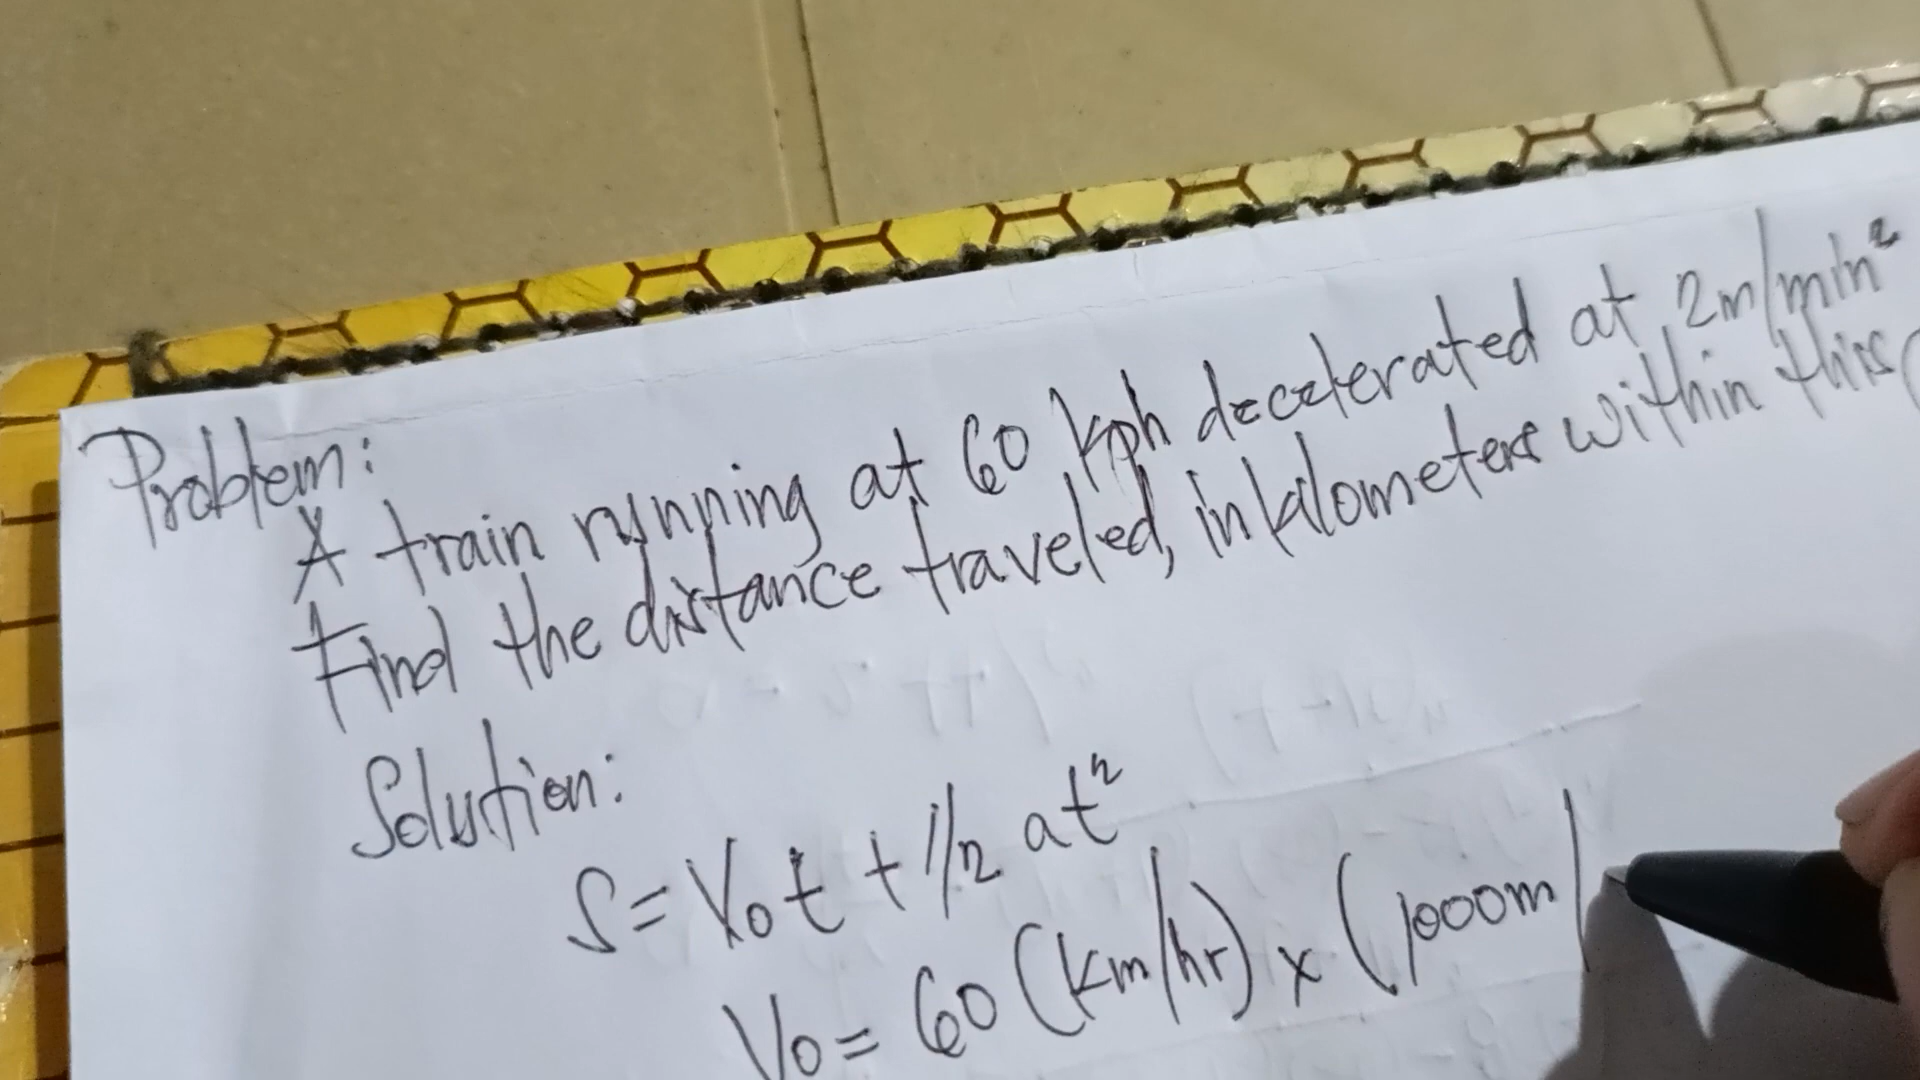 Problem:
A train running at 60 kph decelerated at 2m/min²
Find the distance traveled, in kilometers within this
Solution:
S = Vot + 1/2 at²
Vo = 60 (km/hr) x (1000m/